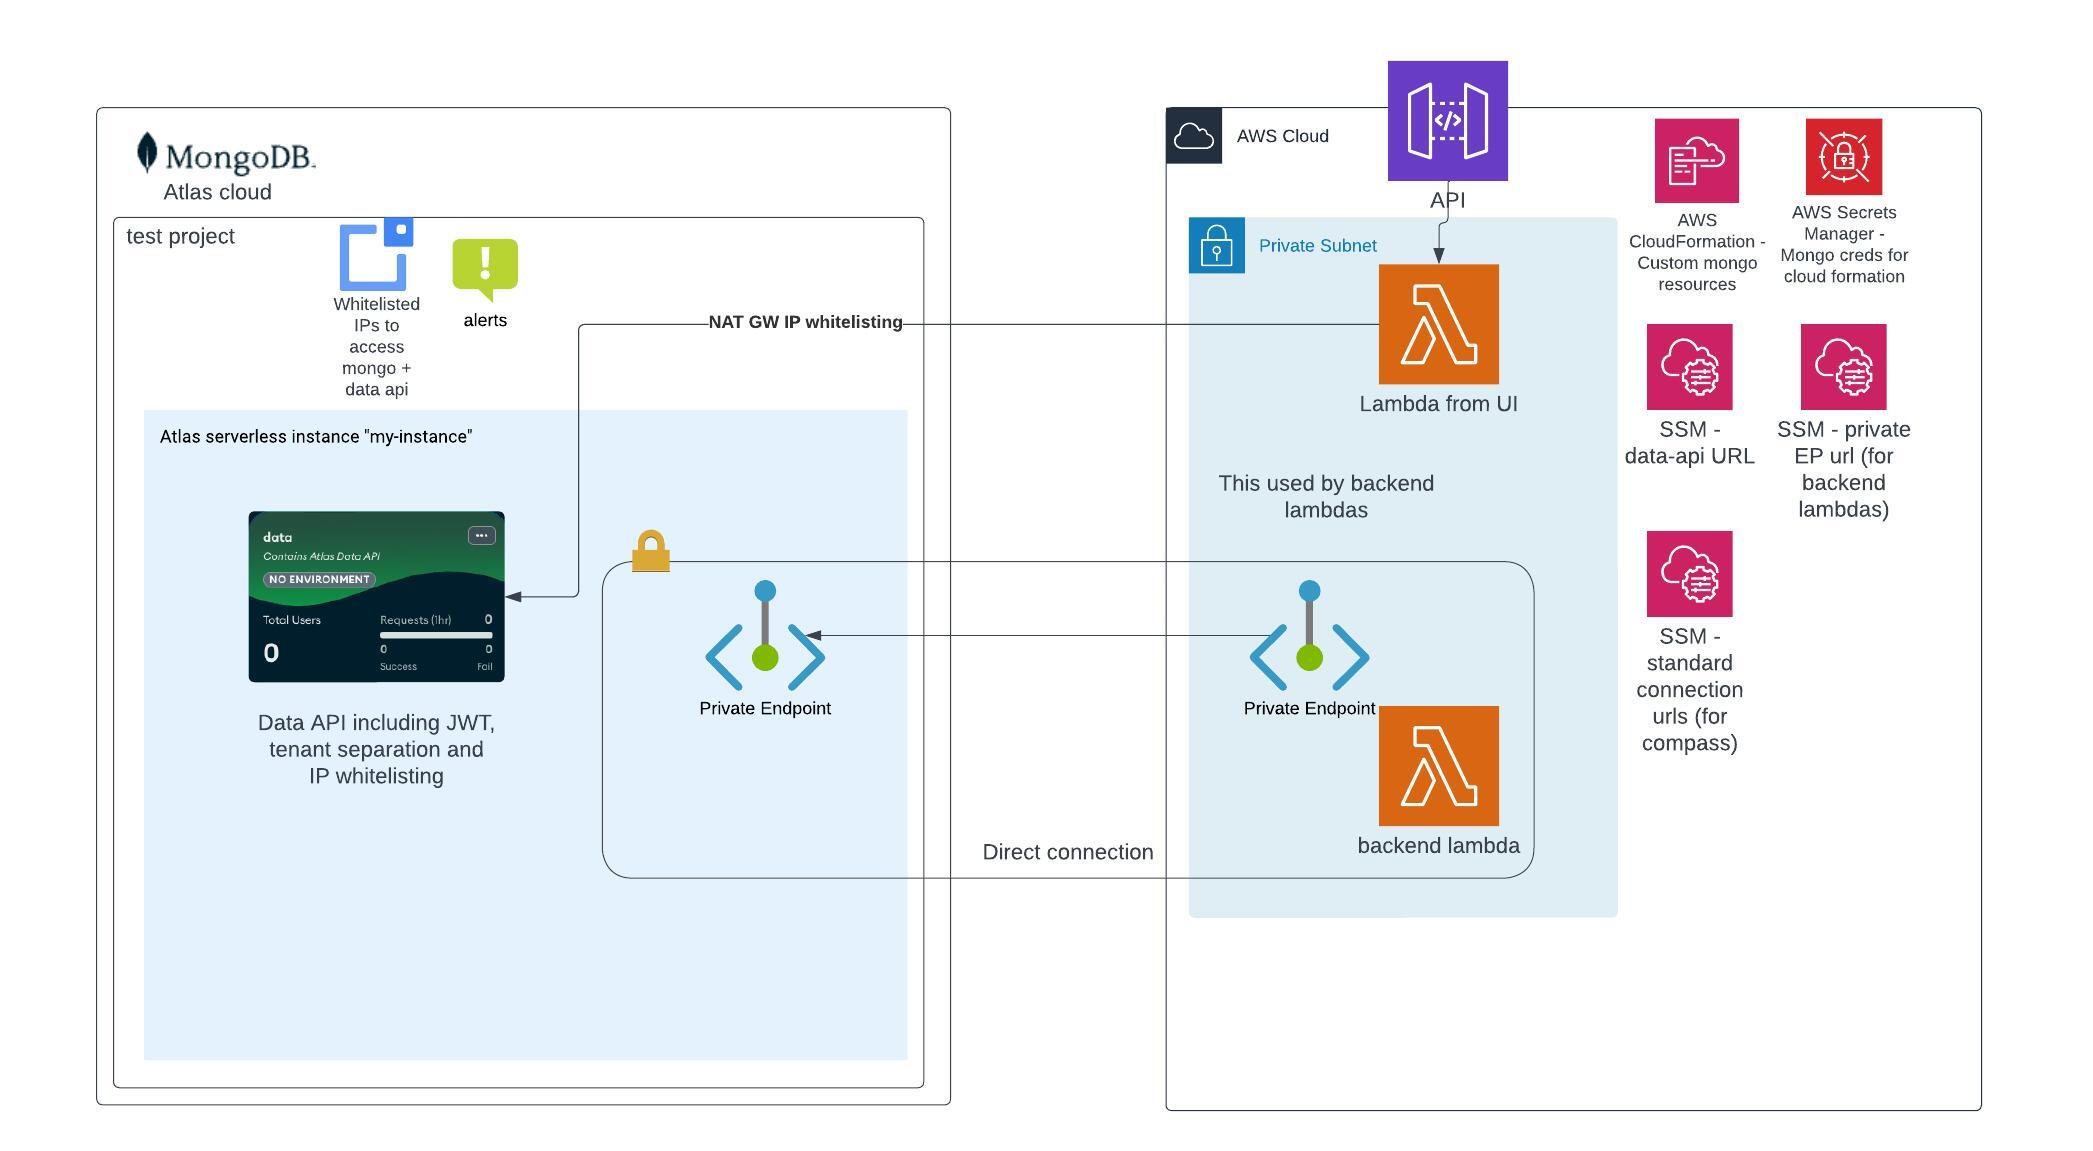 MongoDB.
Atlas cloud
test project
Whitelisted
IPs to
access
mongo +
data api
alerts
NAT GW IP whitelisting
Atlas serverless instance "my-instance"
data
Contains Atlas Data API
NO ENVIRONMENT
Total Users
0
Requests (1hr) 0
0 0
Success Fail
Data API including JWT,
tenant separation and
IP whitelisting
Private Endpoint
Direct connection
AWS Cloud
API
Private Subnet
Lambda from UI
This used by backend
lambdas
Private Endpoint
backend lambda
AWS
CloudFormation -
Custom mongo
resources
AWS Secrets
Manager -
Mongo creds for
cloud formation
SSM -
data-api URL
SSM - private
EP url (for
backend
lambdas)
SSM -
standard
connection
urls (for
compass)